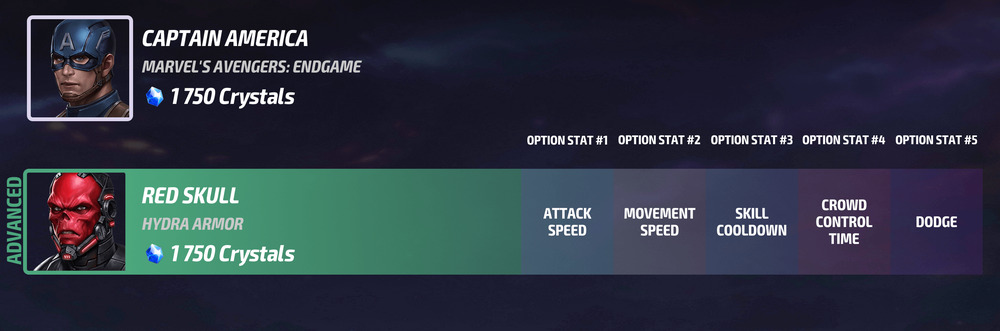 CAPTAIN AMERICA
MARVEL'S AVENGERS: ENDGAME
1 750 Crystals
OPTION STAT #1 OPTION STAT #2 OPTION STAT #3 OPTION STAT #4 OPTION STAT #5
ADVANCED
RED SKULL
HYDRA ARMOR
1 750 Crystals
ATTACK
SPEED
MOVEMENT
SPEED
SKILL
COOLDOWN
CROWD
CONTROL
TIME
DODGE